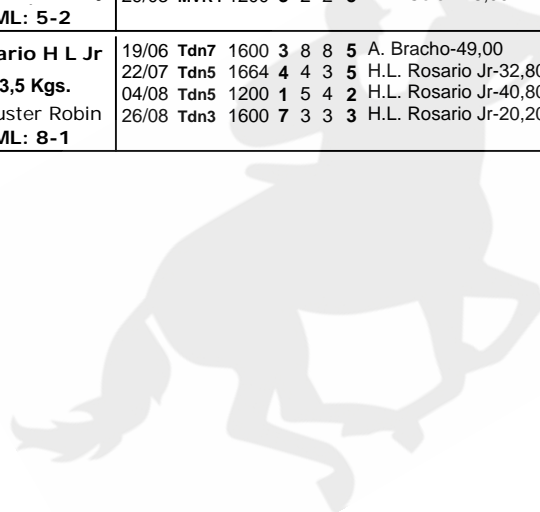 ML: 5-2
ario H L Jr
3,5 Kgs.
uster Robin
ML: 8-1
19/06 Tdn7 1600 3 8 8 5 A. Bracho-49,00
22/07 Tdn5 1664 4 4 3 5 H.L. Rosario Jr-32,80
04/08 Tdn5 1200 1 5 4 2 H.L. Rosario Jr-40,80
26/08 Tdn3 1600 7 3 3 3 H.L. Rosario Jr-20,20